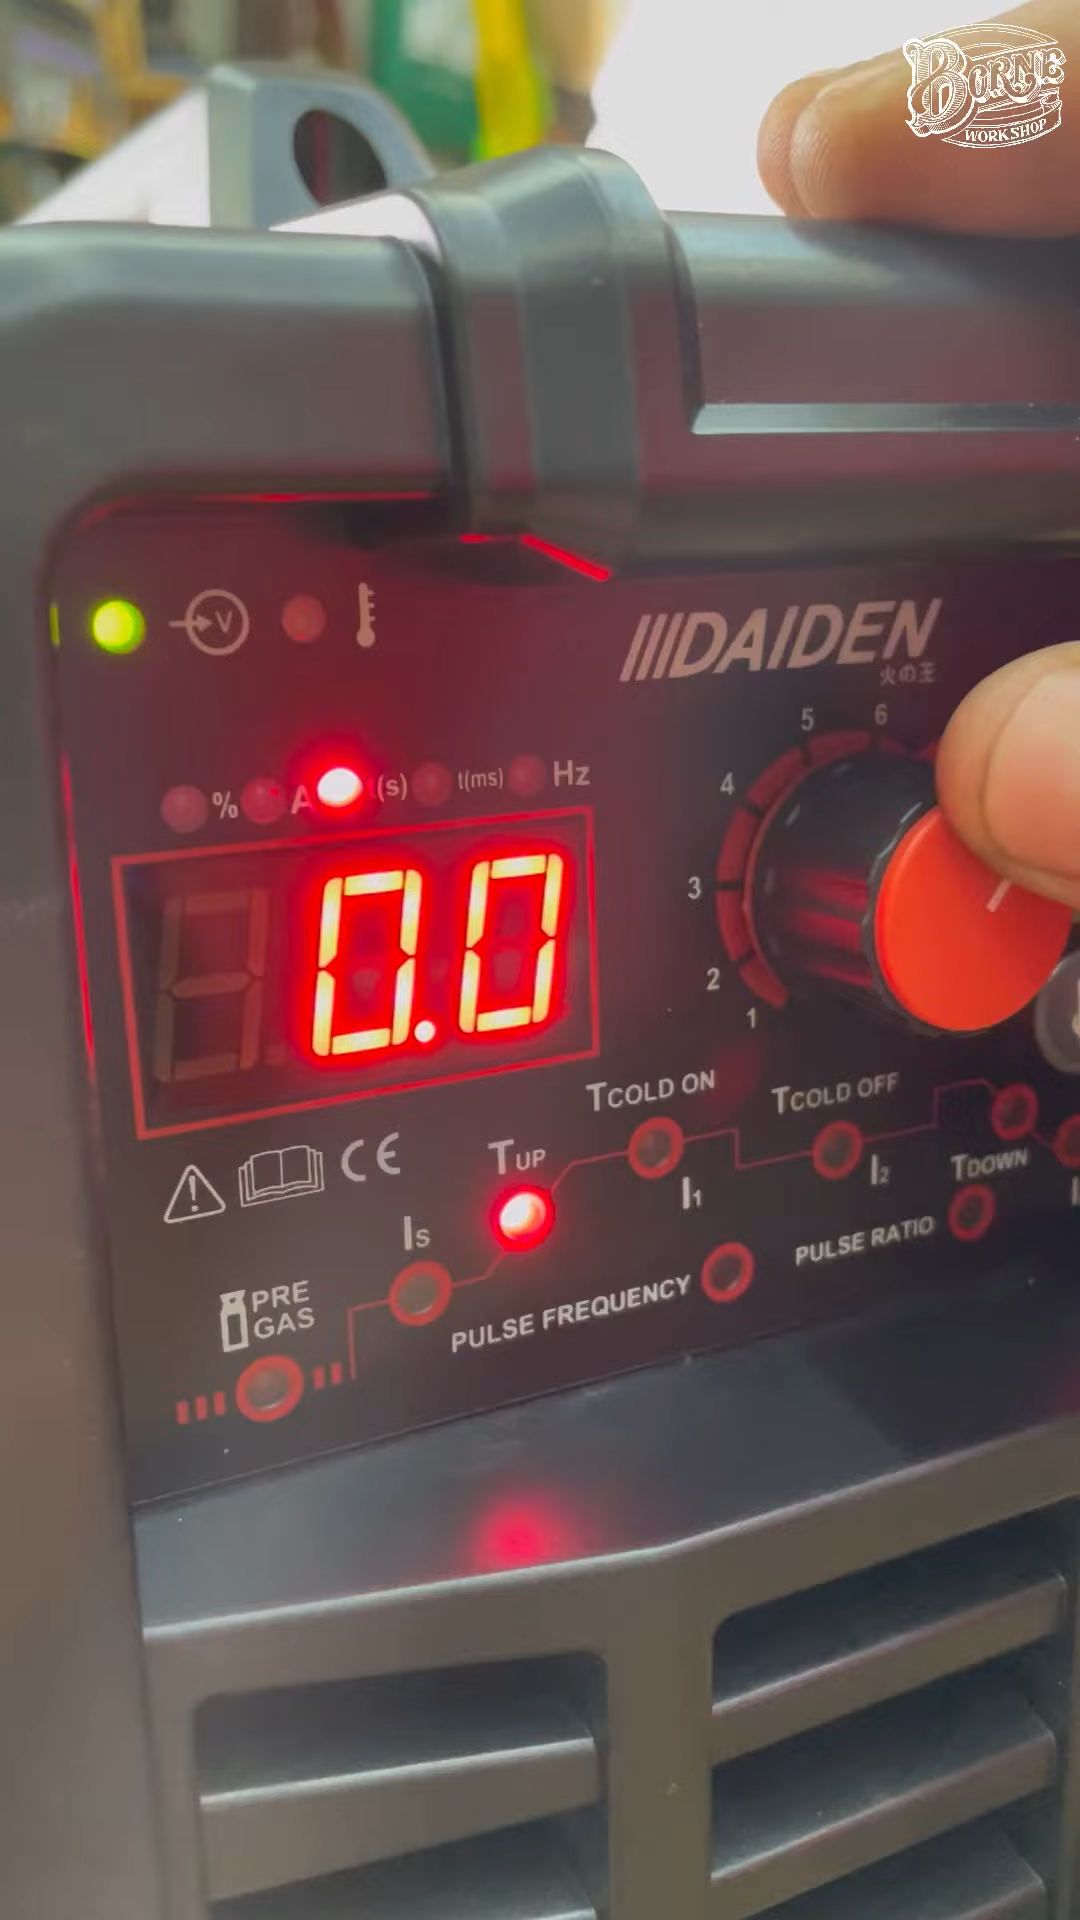 BORNE
WORKSHOP
V
DAIDEN
火の王
% A t(s) t(ms) Hz
0.0
1
2
3
4
5
6
TCOLD ON
TCOLD OFF
CE
TUP
I1
I2
TDOWN
IS
PRE
GAS
PULSE FREQUENCY
PULSE RATIO